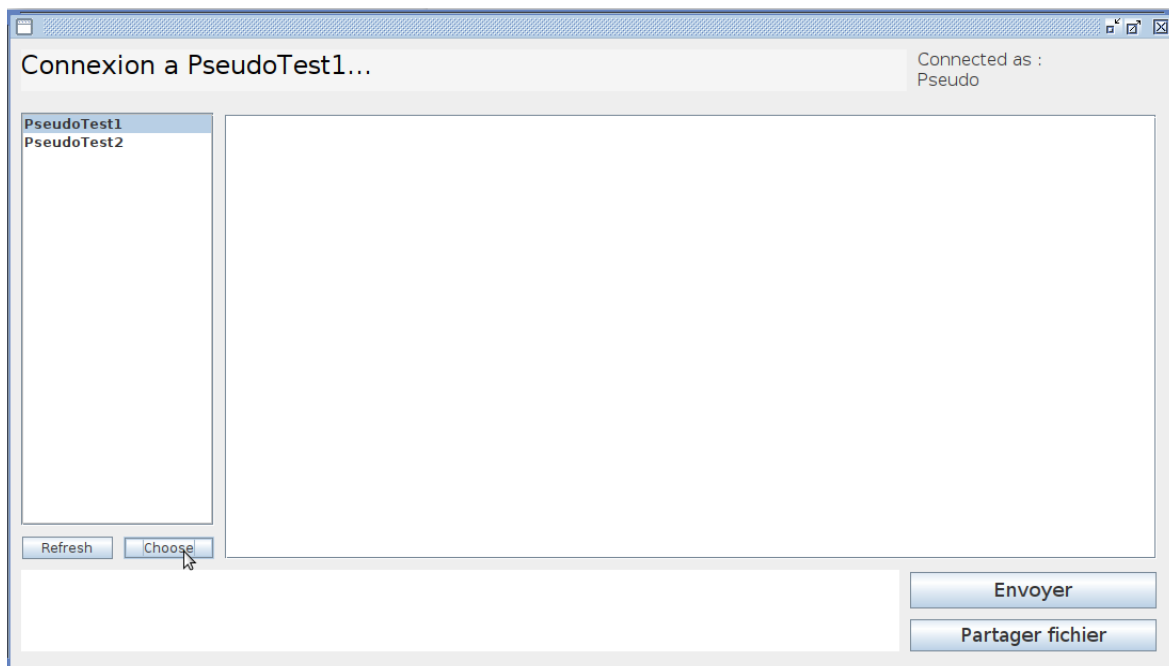 Connexion a PseudoTest1...
Connected as :
Pseudo
PseudoTest1
PseudoTest2
Refresh
Choose
Envoyer
Partager fichier